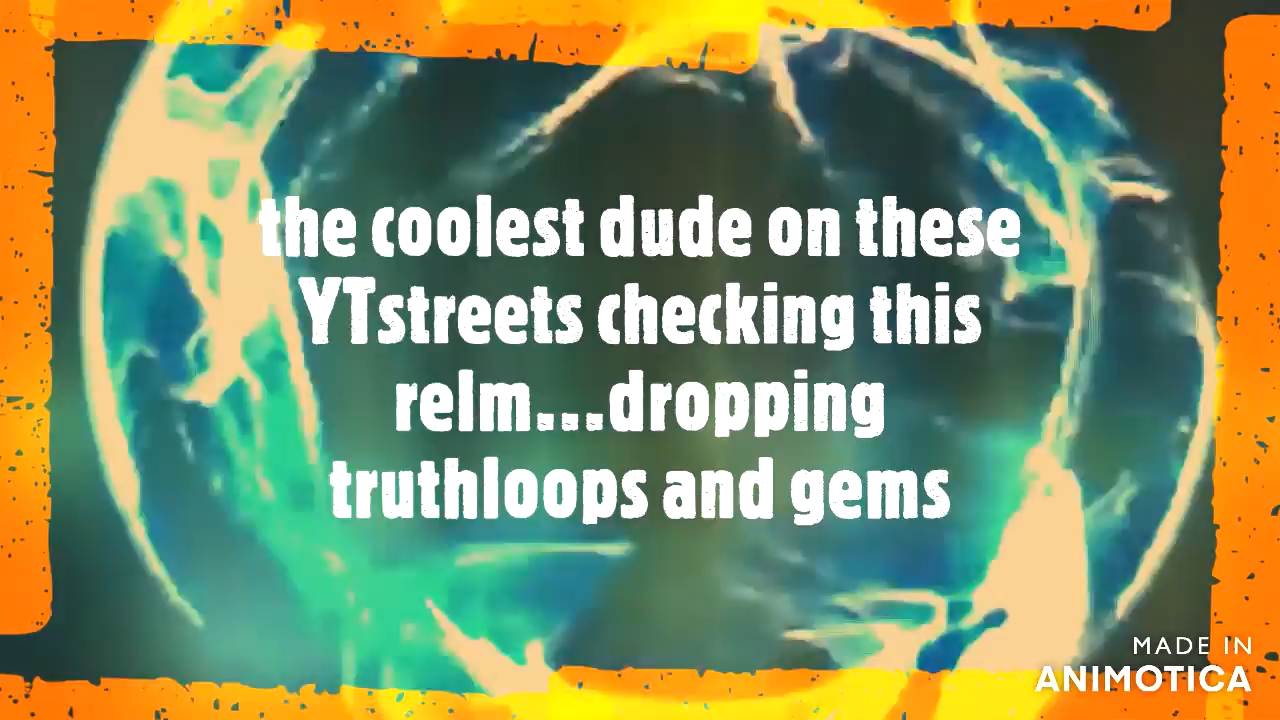 the coolest dude on these
YTstreets checking this
relm...dropping
truthloops and gems
MADE IN
ANIMOTICA